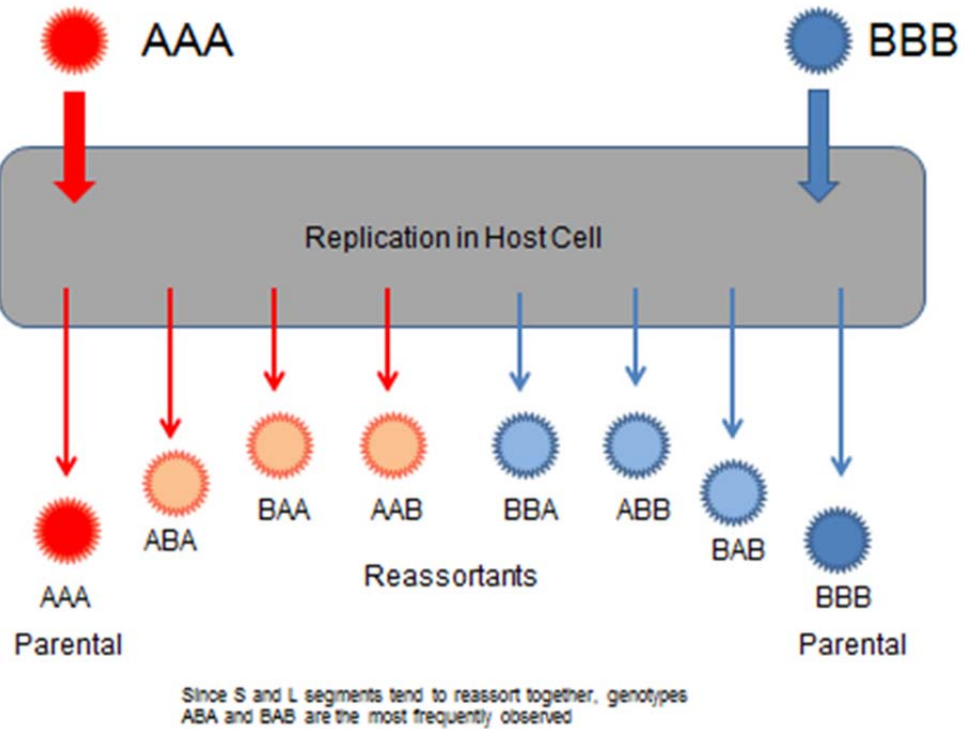 AAA
BBB
Replication in Host Cell
ABA
BAA
AAB
BBA
ABB
BAB
Reassortants
AAA
BBB
Parental
Parental
Since S and L segments tend to reassort together, genotypes
ABA and BAB are the most frequently observed